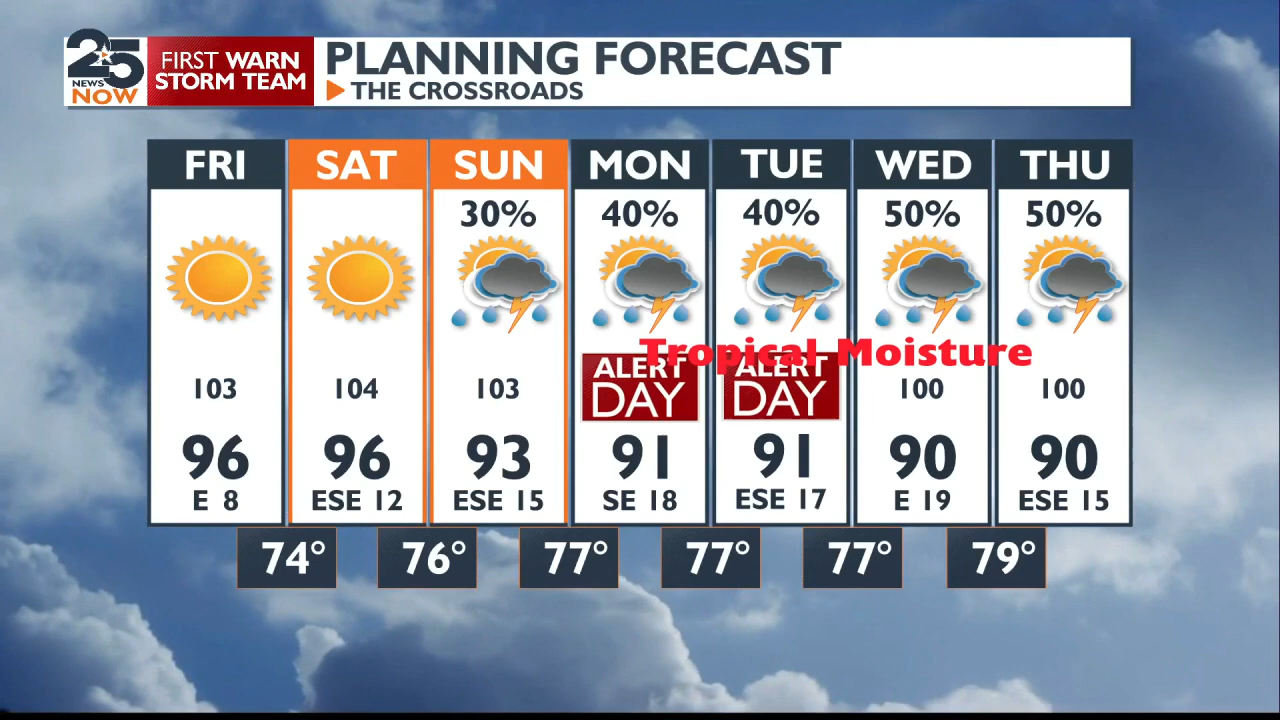 25
NEWS
NOW
FIRST WARN
STORM TEAM
PLANNING FORECAST
THE CROSSROADS
FRI SAT SUN MON TUE WED THU
30% 40% 40% 50% 50%
Tropical Moisture
ALERT DAY ALERT DAY
103 104 103 100 100
96 96 93 91 91 90 90
E 8 ESE 12 ESE 15 SE 18 ESE 17 E 19 ESE 15
74° 76° 77° 77° 77° 79°